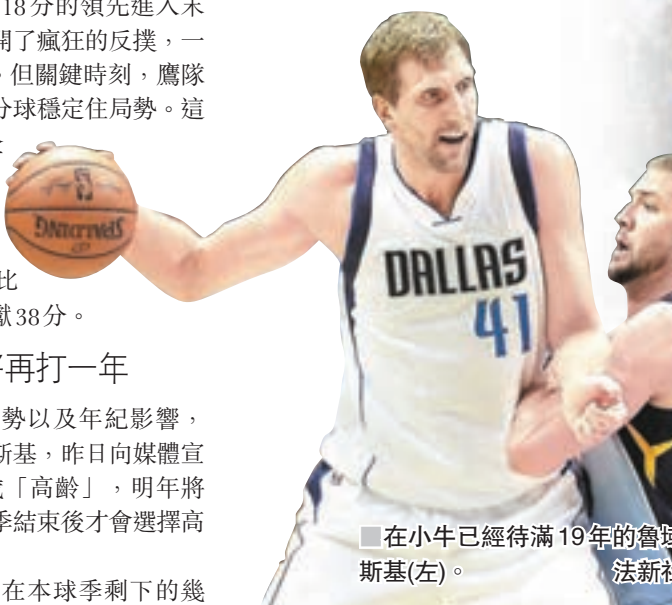 18分的領先進入末
開了瘋狂的反撲，一
但關鍵時刻，鷹隊
分球穩定住局勢。這
比
獻38分。
再打一年
勢以及年紀影響，
斯基，昨日向媒體宣
「高齡」，明年將
季結束後才會選擇高
在本球季剩下的幾
SPALDING
DALLAS
41
■在小牛已經待滿19年的魯
斯基(左)。 法新